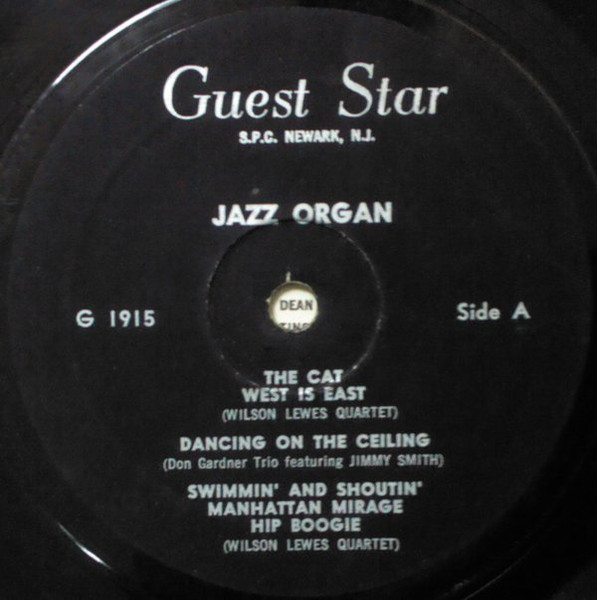 Guest Star
S.P.C. NEWARK, N.J.
JAZZ ORGAN
DEAN
G 1915
Side A
THE CAT
WEST IS EAST
(WILSON LEWES QUARTET)
DANCING ON THE CEILING
(Don Gardner Trio featuring JIMMY SMITH)
SWIMMIN' AND SHOUTIN'
MANHATTAN MIRAGE
HIP BOOGIE
(WILSON LEWES QUARTET)